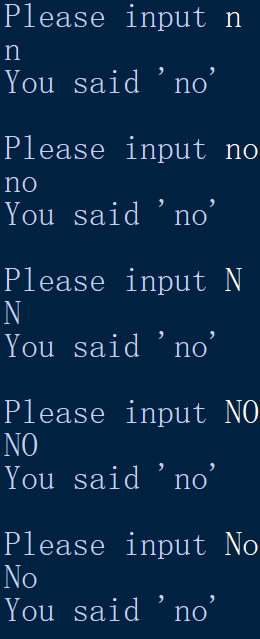 Please input n
n
You said 'no'
Please input no
no
You said 'no'
Please input N
N
You said 'no'
Please input NO
NO
You said 'no'
Please input No
No
You said 'no'